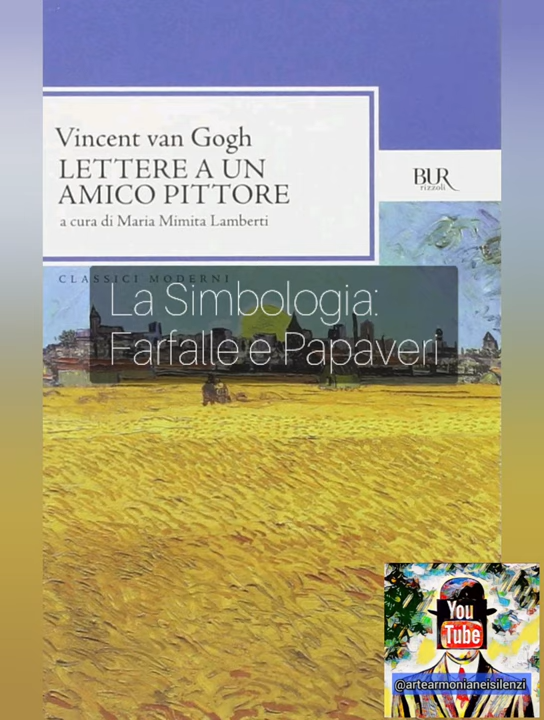 Vincent van Gogh
LETTERE A UN
AMICO PITTORE
a cura di Maria Mimita Lamberti
BUR
rizzoli
CLASSICI MODERNI
La Simbologia:
Farfalle e Papaveri
You
Tube
@artearmonianeisilenzi